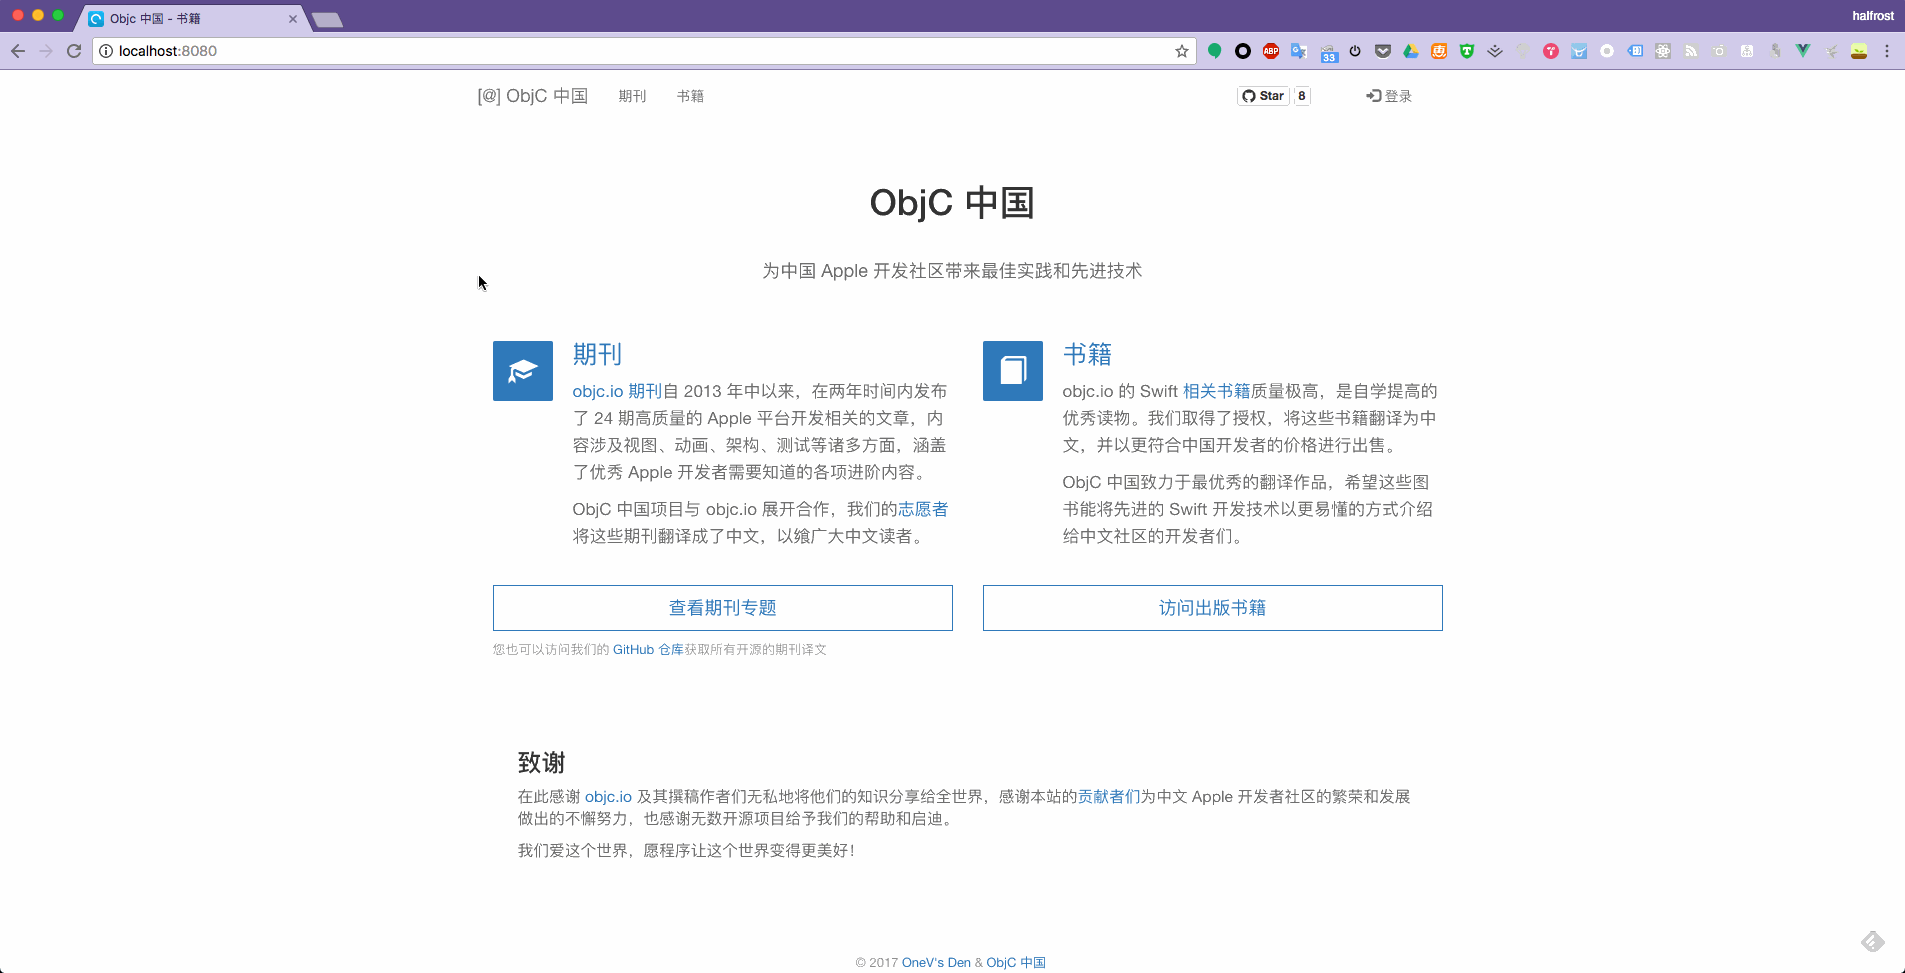 Objc 中国 - 书籍
halfrost
localhost:8080
ABP
33
[@] ObjC 中国 期刊 书籍 Star 8 登录
ObjC 中国
为中国 Apple 开发社区带来最佳实践和先进技术
期刊
objc.io 期刊自 2013 年中以来，在两年时间内发布
了 24 期高质量的 Apple 平台开发相关的文章，内
容涉及视图、动画、架构、测试等诸多方面，涵盖
了优秀 Apple 开发者需要知道的各项进阶内容。
ObjC 中国项目与 objc.io 展开合作，我们的志愿者
将这些期刊翻译成了中文，以飨广大中文读者。
查看期刊专题
您也可以访问我们的 GitHub 仓库获取所有开源的期刊译文
书籍
objc.io 的 Swift 相关书籍质量极高，是自学提高的
优秀读物。我们取得了授权，将这些书籍翻译为中
文，并以更符合中国开发者的价格进行出售。
ObjC 中国致力于最优秀的翻译作品，希望这些图
书能将先进的 Swift 开发技术以更易懂的方式介绍
给中文社区的开发者们。
访问出版书籍
致谢
在此感谢 objc.io 及其撰稿作者们无私地将他们的知识分享给全世界，感谢本站的贡献者们为中文 Apple 开发者社区的繁荣和发展
做出的不懈努力，也感谢无数开源项目给予我们的帮助和启迪。
我们爱这个世界，愿程序让这个世界变得更美好！
© 2017 OneV's Den & ObjC 中国